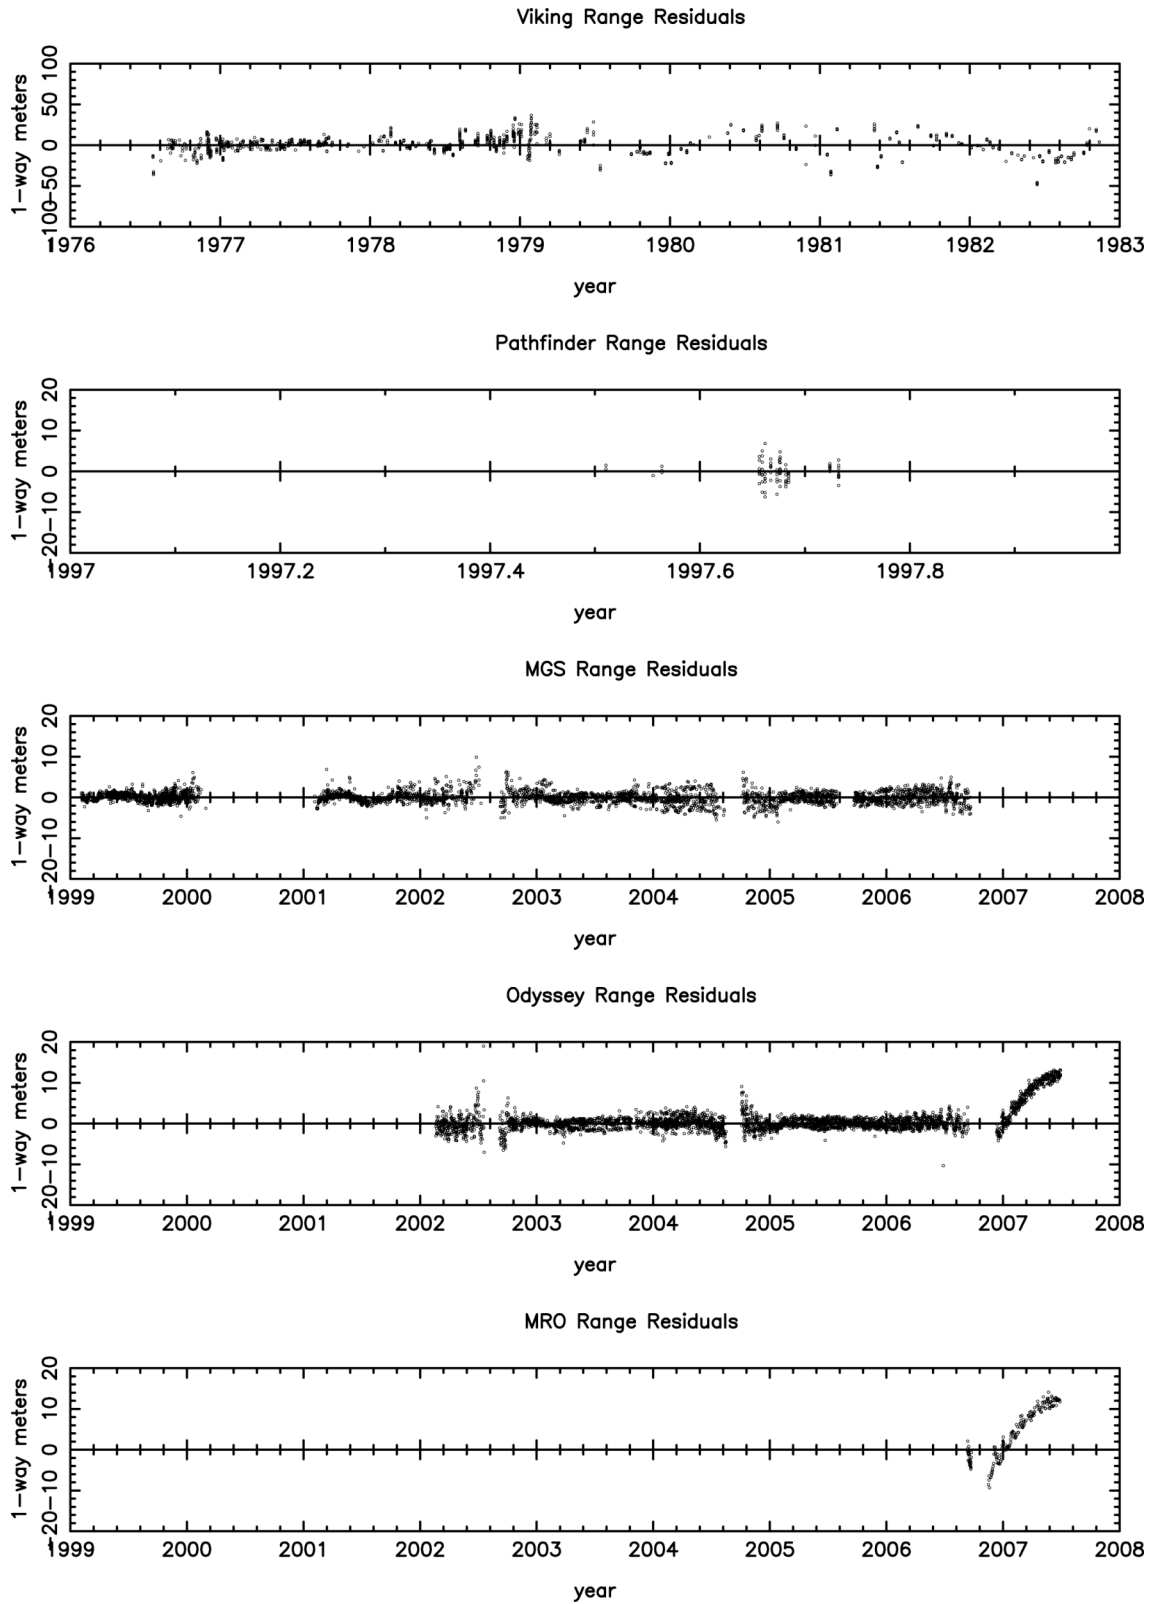 Viking Range Residuals
1-way meters
100
50
0
-50
-100
1976 1977 1978 1979 1980 1981 1982 1983
year
Pathfinder Range Residuals
1-way meters
20
10
0
-10
-20
1997 1997.2 1997.4 1997.6 1997.8
year
MGS Range Residuals
1-way meters
20
10
0
-10
-20
1999 2000 2001 2002 2003 2004 2005 2006 2007 2008
year
Odyssey Range Residuals
1-way meters
20
10
0
-10
-20
1999 2000 2001 2002 2003 2004 2005 2006 2007 2008
year
MRO Range Residuals
1-way meters
20
10
0
-10
-20
1999 2000 2001 2002 2003 2004 2005 2006 2007 2008
year